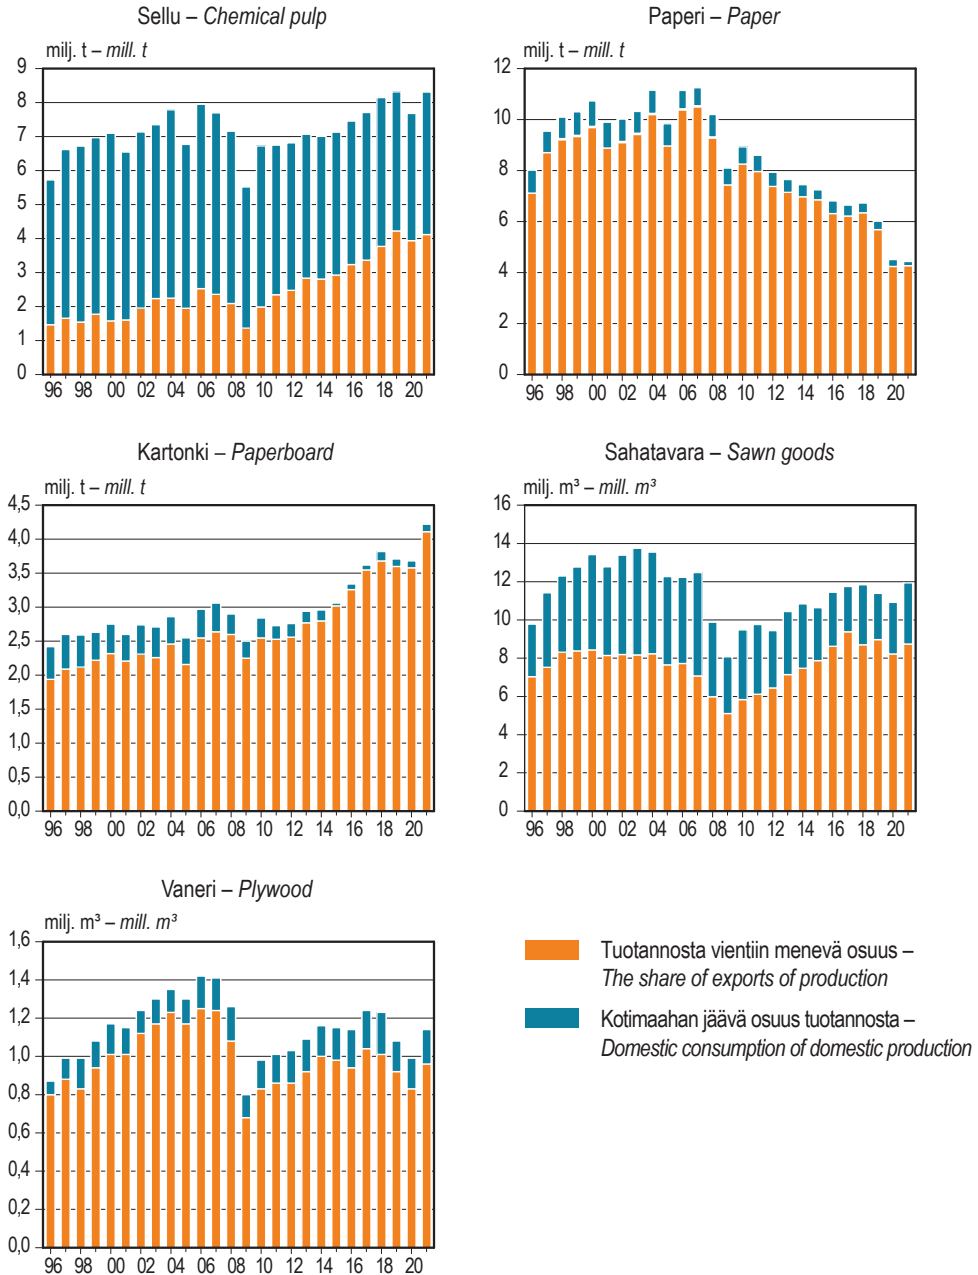 Sellu – Chemical pulp
milj. t – mill. t
9
8
7
6
5
4
3
2
1
0
96 98 00 02 04 06 08 10 12 14 16 18 20
Paperi – Paper
milj. t – mill. t
12
10
8
6
4
2
0
96 98 00 02 04 06 08 10 12 14 16 18 20
Kartonki – Paperboard
milj. t – mill. t
4,5
4,0
3,5
3,0
2,5
2,0
1,5
1,0
0,5
0,0
96 98 00 02 04 06 08 10 12 14 16 18 20
Sahatavara – Sawn goods
milj. m³ – mill. m³
16
14
12
10
8
6
4
2
0
96 98 00 02 04 06 08 10 12 14 16 18 20
Vaneri – Plywood
milj. m³ – mill. m³
1,6
1,4
1,2
1,0
0,8
0,6
0,4
0,2
0,0
96 98 00 02 04 06 08 10 12 14 16 18 20
Tuotannosta vientiin menevä osuus –
The share of exports of production
Kotimaahan jäävä osuus tuotannosta –
Domestic consumption of domestic production